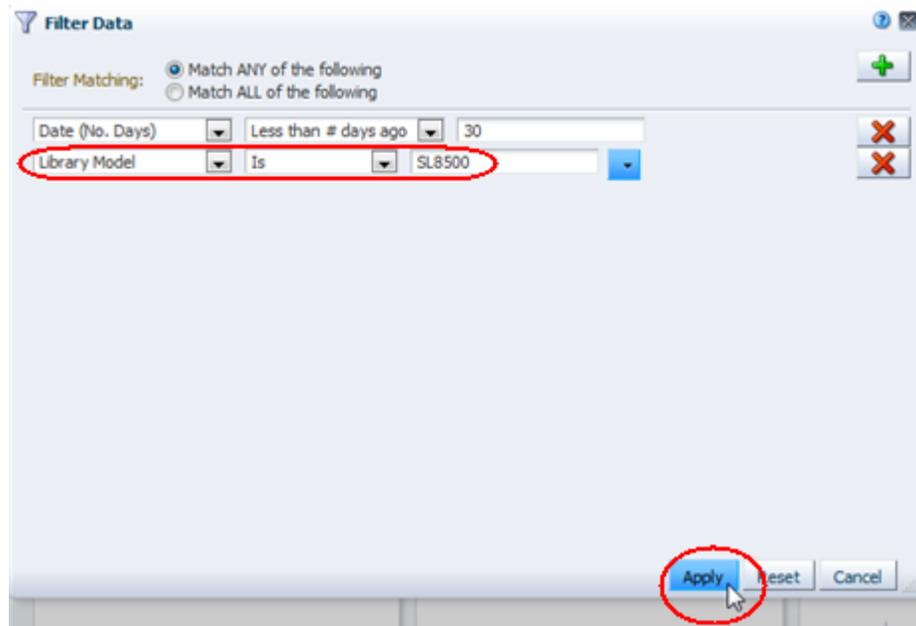 Filter Data
Filter Matching:
Match ANY of the following
Match ALL of the following
Date (No. Days) Less than # days ago 30
Library Model Is SL8500
Apply Reset Cancel